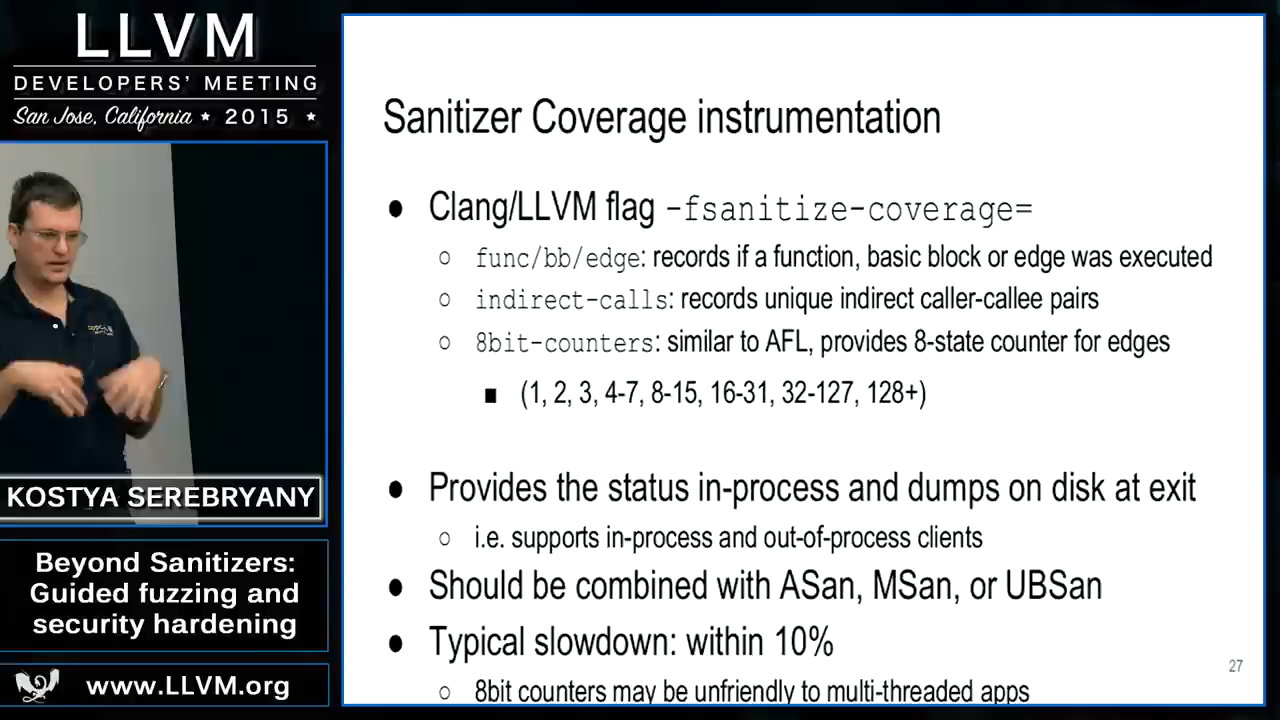 LLVM
DEVELOPERS' MEETING
San Jose, California ★ 2015 ★
KOSTYA SEREBRYANY
Beyond Sanitizers:
Guided fuzzing and
security hardening
www.LLVM.org
Sanitizer Coverage instrumentation
● Clang/LLVM flag -fsanitize-coverage=
○ func/bb/edge: records if a function, basic block or edge was executed
○ indirect-calls: records unique indirect caller-callee pairs
○ 8bit-counters: similar to AFL, provides 8-state counter for edges
■ (1, 2, 3, 4-7, 8-15, 16-31, 32-127, 128+)
● Provides the status in-process and dumps on disk at exit
○ i.e. supports in-process and out-of-process clients
● Should be combined with ASan, MSan, or UBSan
● Typical slowdown: within 10%
○ 8bit counters may be unfriendly to multi-threaded apps
27